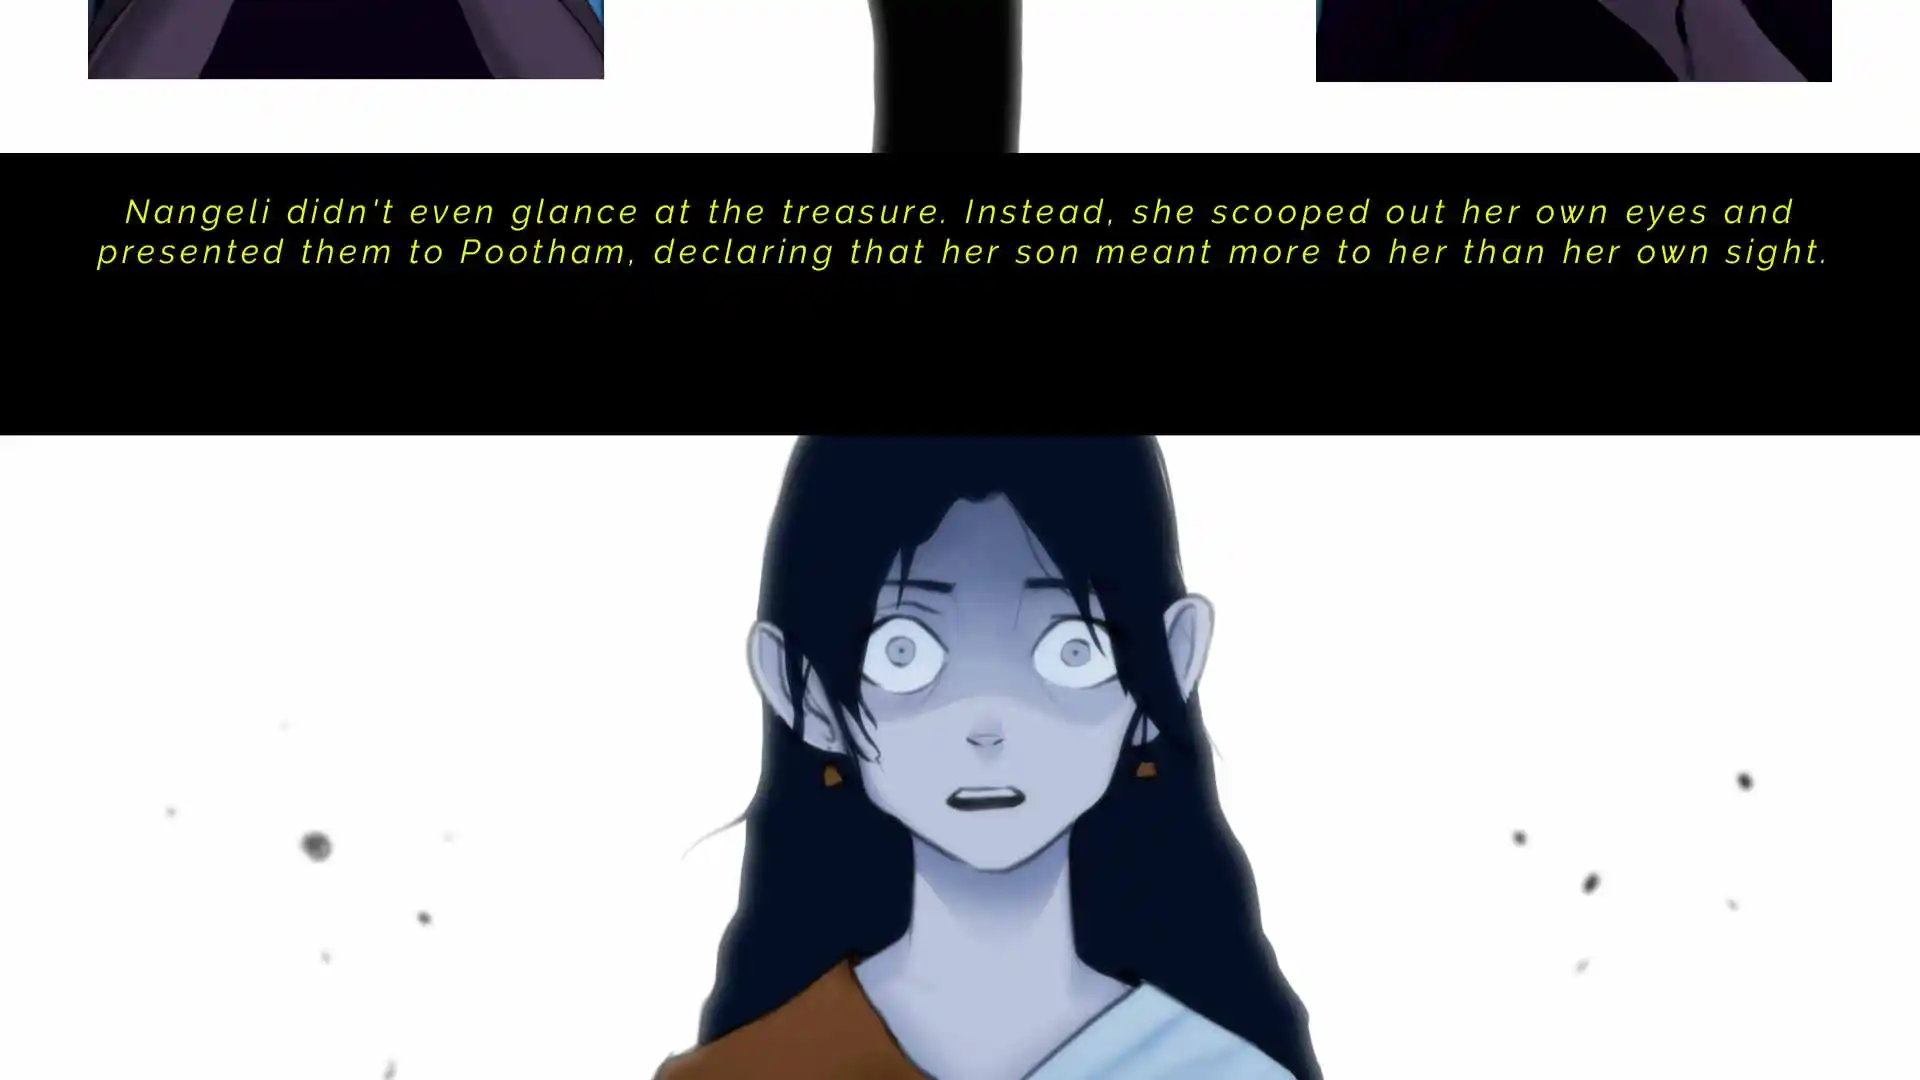 Nangeli didn't even glance at the treasure. Instead, she scooped out her own eyes and
presented them to Pootham, declaring that her son meant more to her than her own sight.